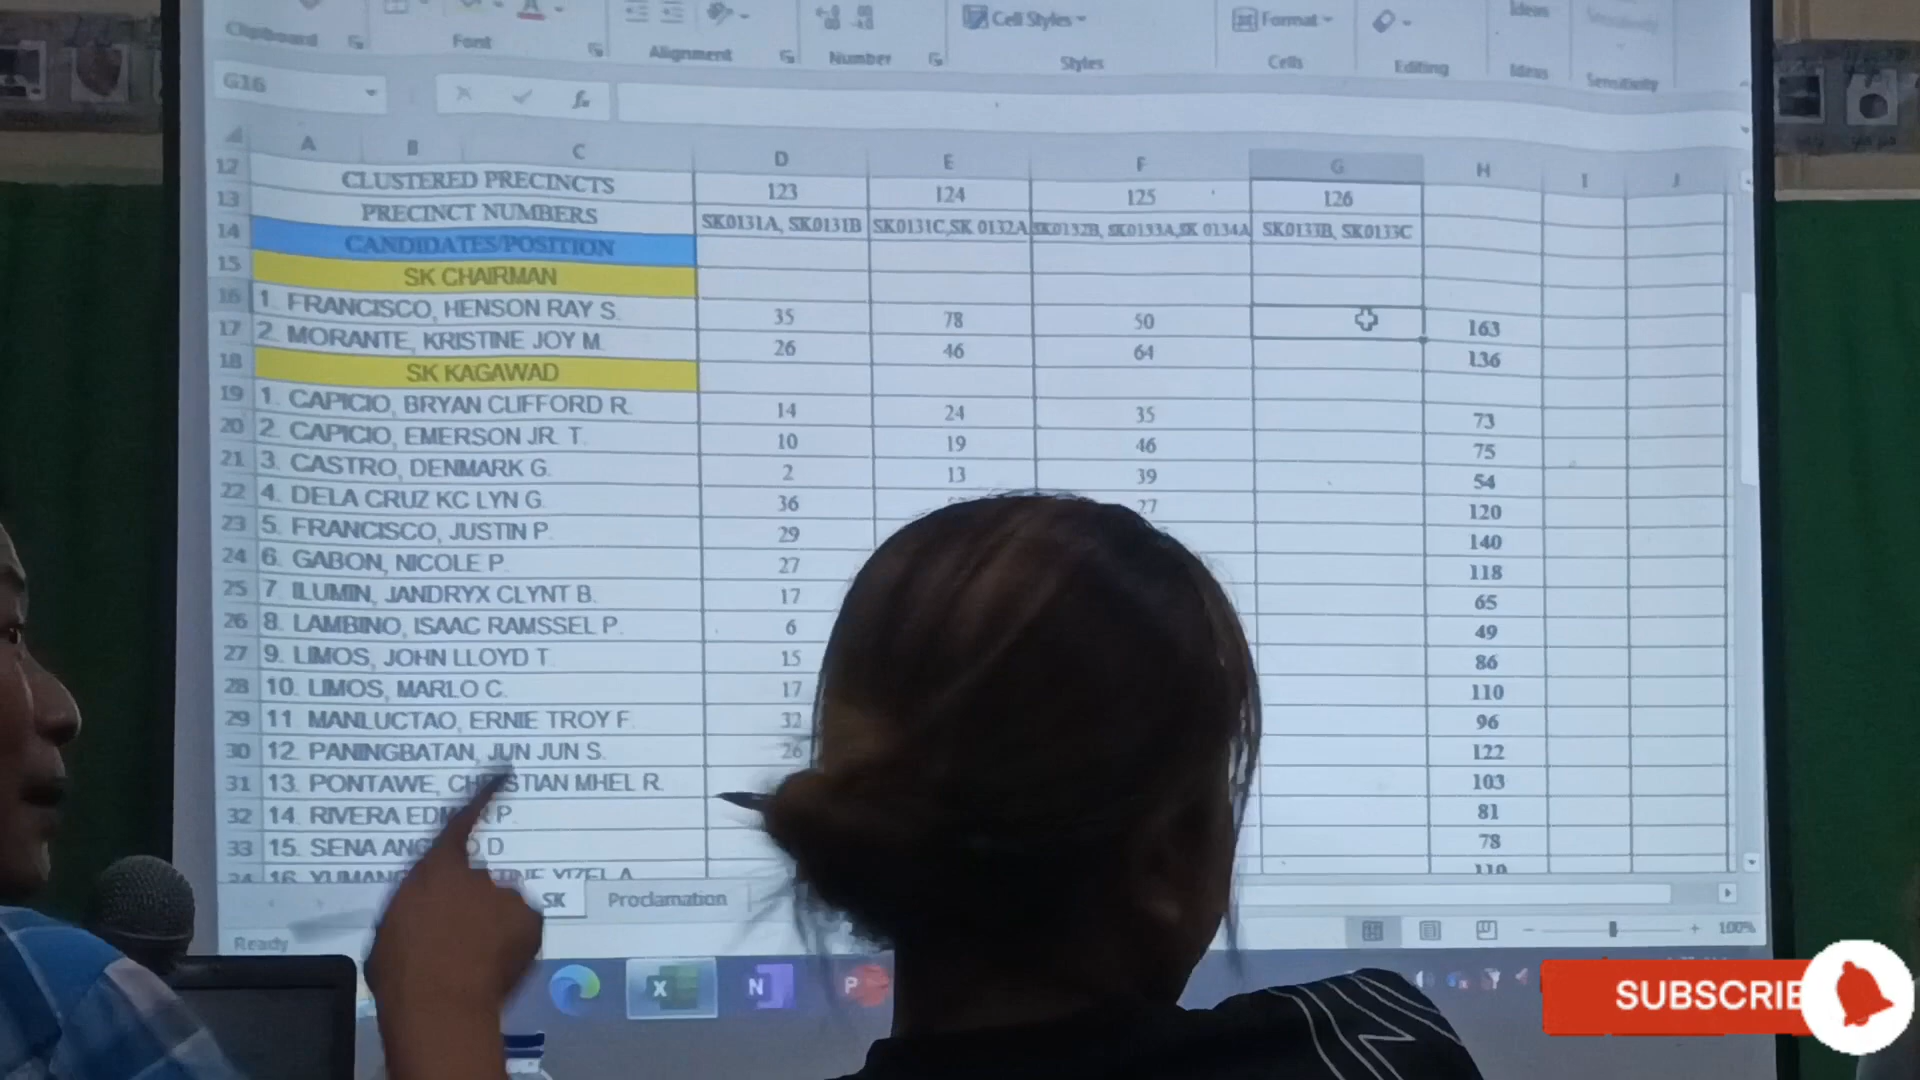 Clipboard Font Alignment Number Cell Styles Styles Format Cells Editing Ideas Ideas Sensitivity
G16 fx
A B C D E F G H I J
12 CLUSTERED PRECINCTS 123 124 125 126
13 PRECINCT NUMBERS SK0131A, SK0131B SK0131C,SK 0132A SK0132B, SK0133A,SK 0134A SK0133B, SK0133C
14 CANDIDATES/POSITION
15 SK CHAIRMAN
16 1. FRANCISCO, HENSON RAY S. 35 78 50 163
17 2. MORANTE, KRISTINE JOY M. 26 46 64 136
18 SK KAGAWAD
19 1. CAPICIO, BRYAN CLIFFORD R. 14 24 35 73
20 2. CAPICIO, EMERSON JR. T. 10 19 46 75
21 3. CASTRO, DENMARK G. 2 13 39 54
22 4. DELA CRUZ KC LYN G. 36 27 120
23 5. FRANCISCO, JUSTIN P. 29 140
24 6. GABON, NICOLE P. 27 118
25 7. ILUMIN, JANDRYX CLYNT B. 17 65
26 8. LAMBINO, ISAAC RAMSSEL P. 6 49
27 9. LIMOS, JOHN LLOYD T. 15 86
28 10. LIMOS, MARLO C. 17 110
29 11. MANLUCTAO, ERNIE TROY F. 32 96
30 12. PANINGBATAN, JUN JUN S. 26 122
31 13. PONTAWE, MHEL R. 103
32 14. RIVERA P. 81
33 15. SENA D 78
16.
SK Proclamation
Ready 100%
X N P
SUBSCRIBE